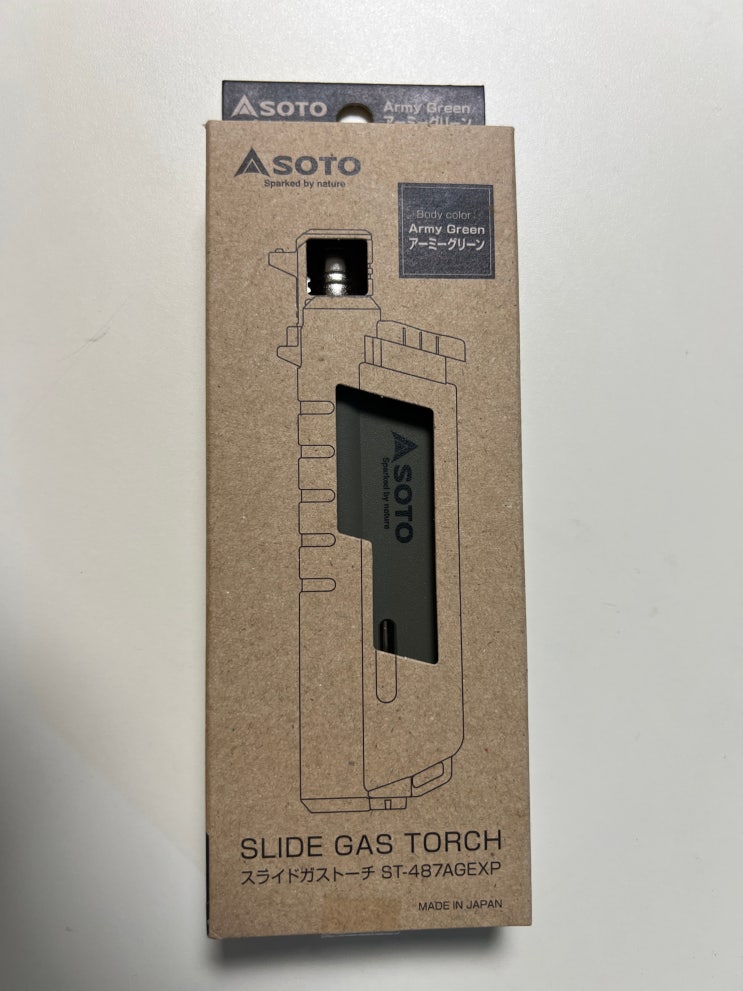 SOTO
Army Green
アーミーグリーン
SOTO
Sparked by nature
Body color:
Army Green
アーミーグリーン
SOTO
Sparked by nature
SLIDE GAS TORCH
スライドガストーチ ST-487AGEXP
MADE IN JAPAN